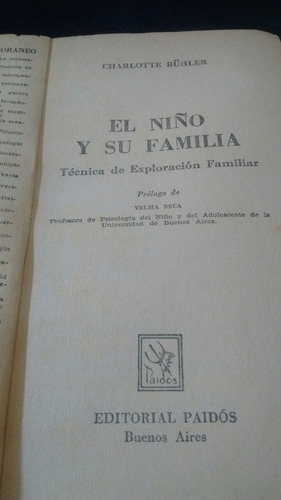 ORÁNEO
CHARLOTTE BÜHLER
EL NIÑO
Y SU FAMILIA
Técnica de Exploración Familiar
Prólogo de
TELMA RECA
Profesora de Psicología del Niño y del Adolescente de la
Universidad de Buenos Aires.
Paidós
EDITORIAL PAIDÓS
Buenos Aires